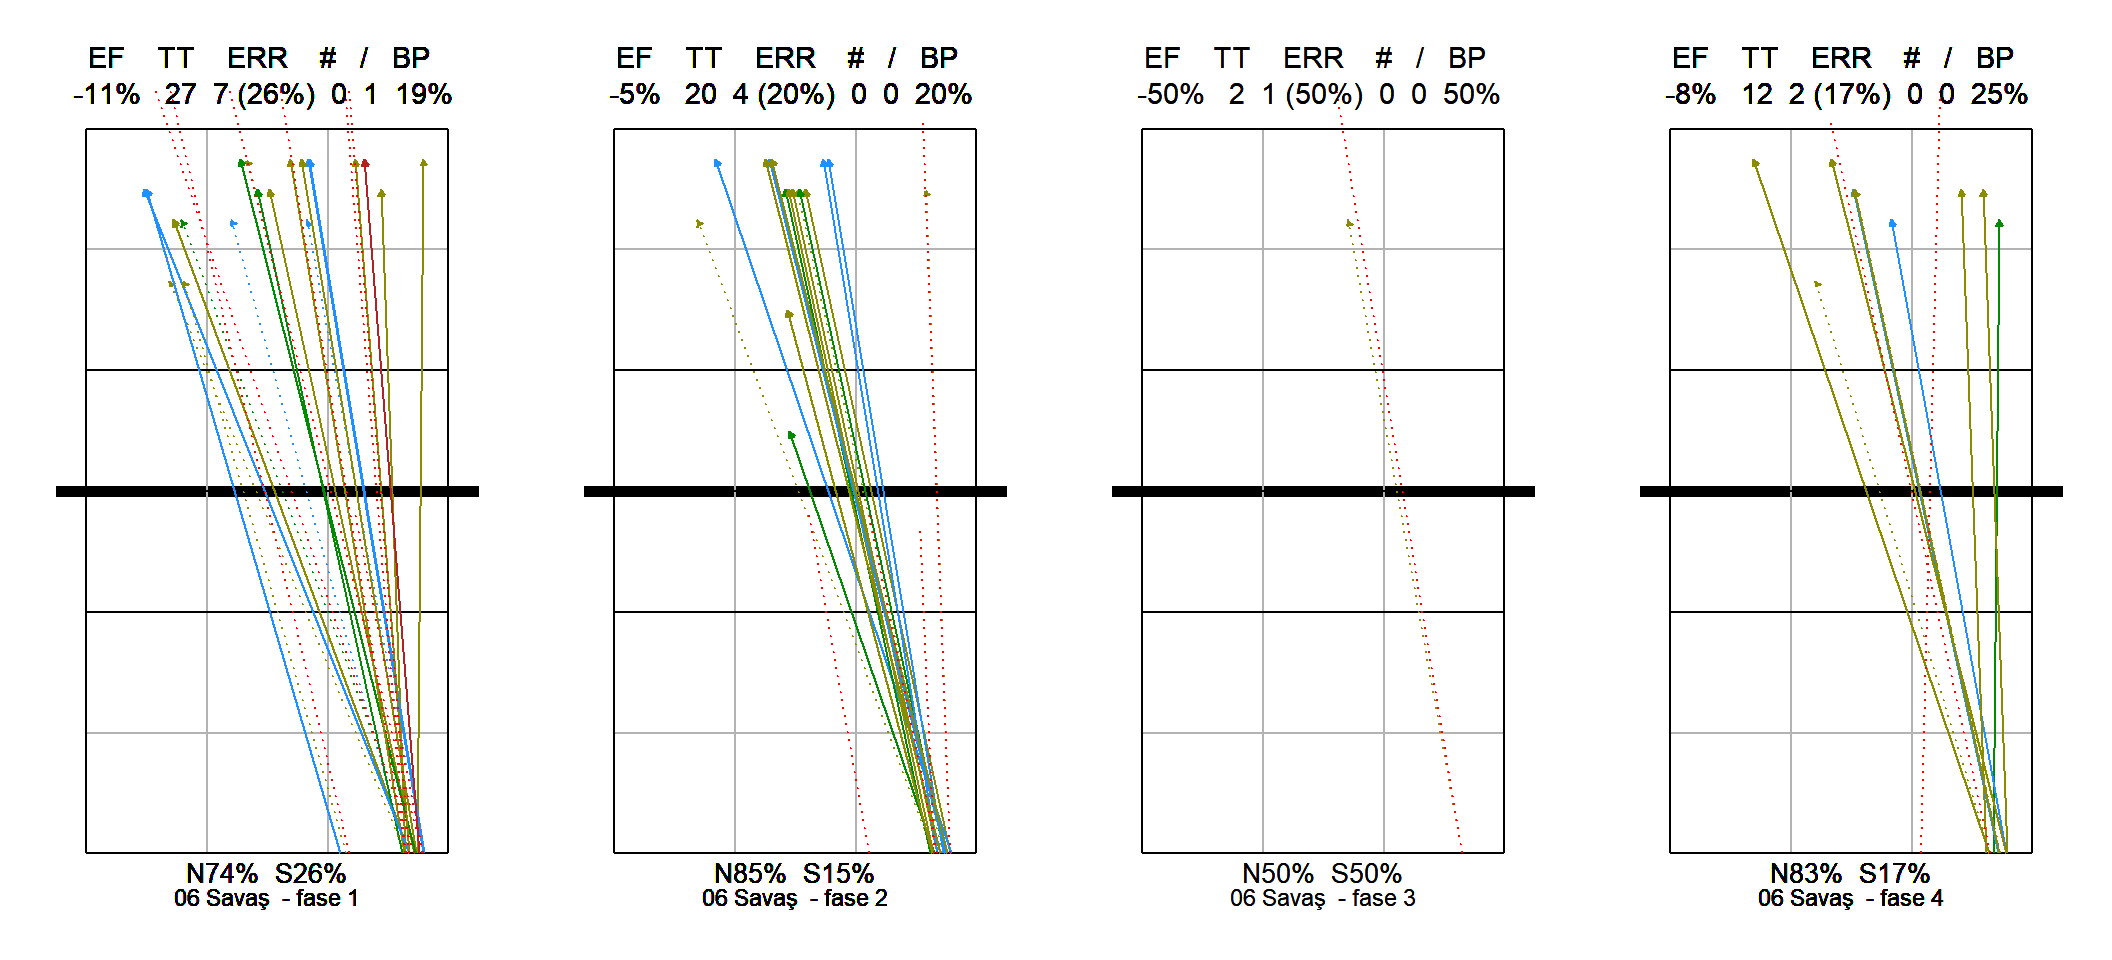 EF TT ERR # / BP
-11% 27 7 (26%) 0 1 19%
N74% S26%
06 Savaş - fase 1
EF TT ERR # / BP
-5% 20 4 (20%) 0 0 20%
N85% S15%
06 Savaş - fase 2
EF TT ERR # / BP
-50% 2 1 (50%) 0 0 50%
N50% S50%
06 Savaş - fase 3
EF TT ERR # / BP
-8% 12 2 (17%) 0 0 25%
N83% S17%
06 Savaş - fase 4